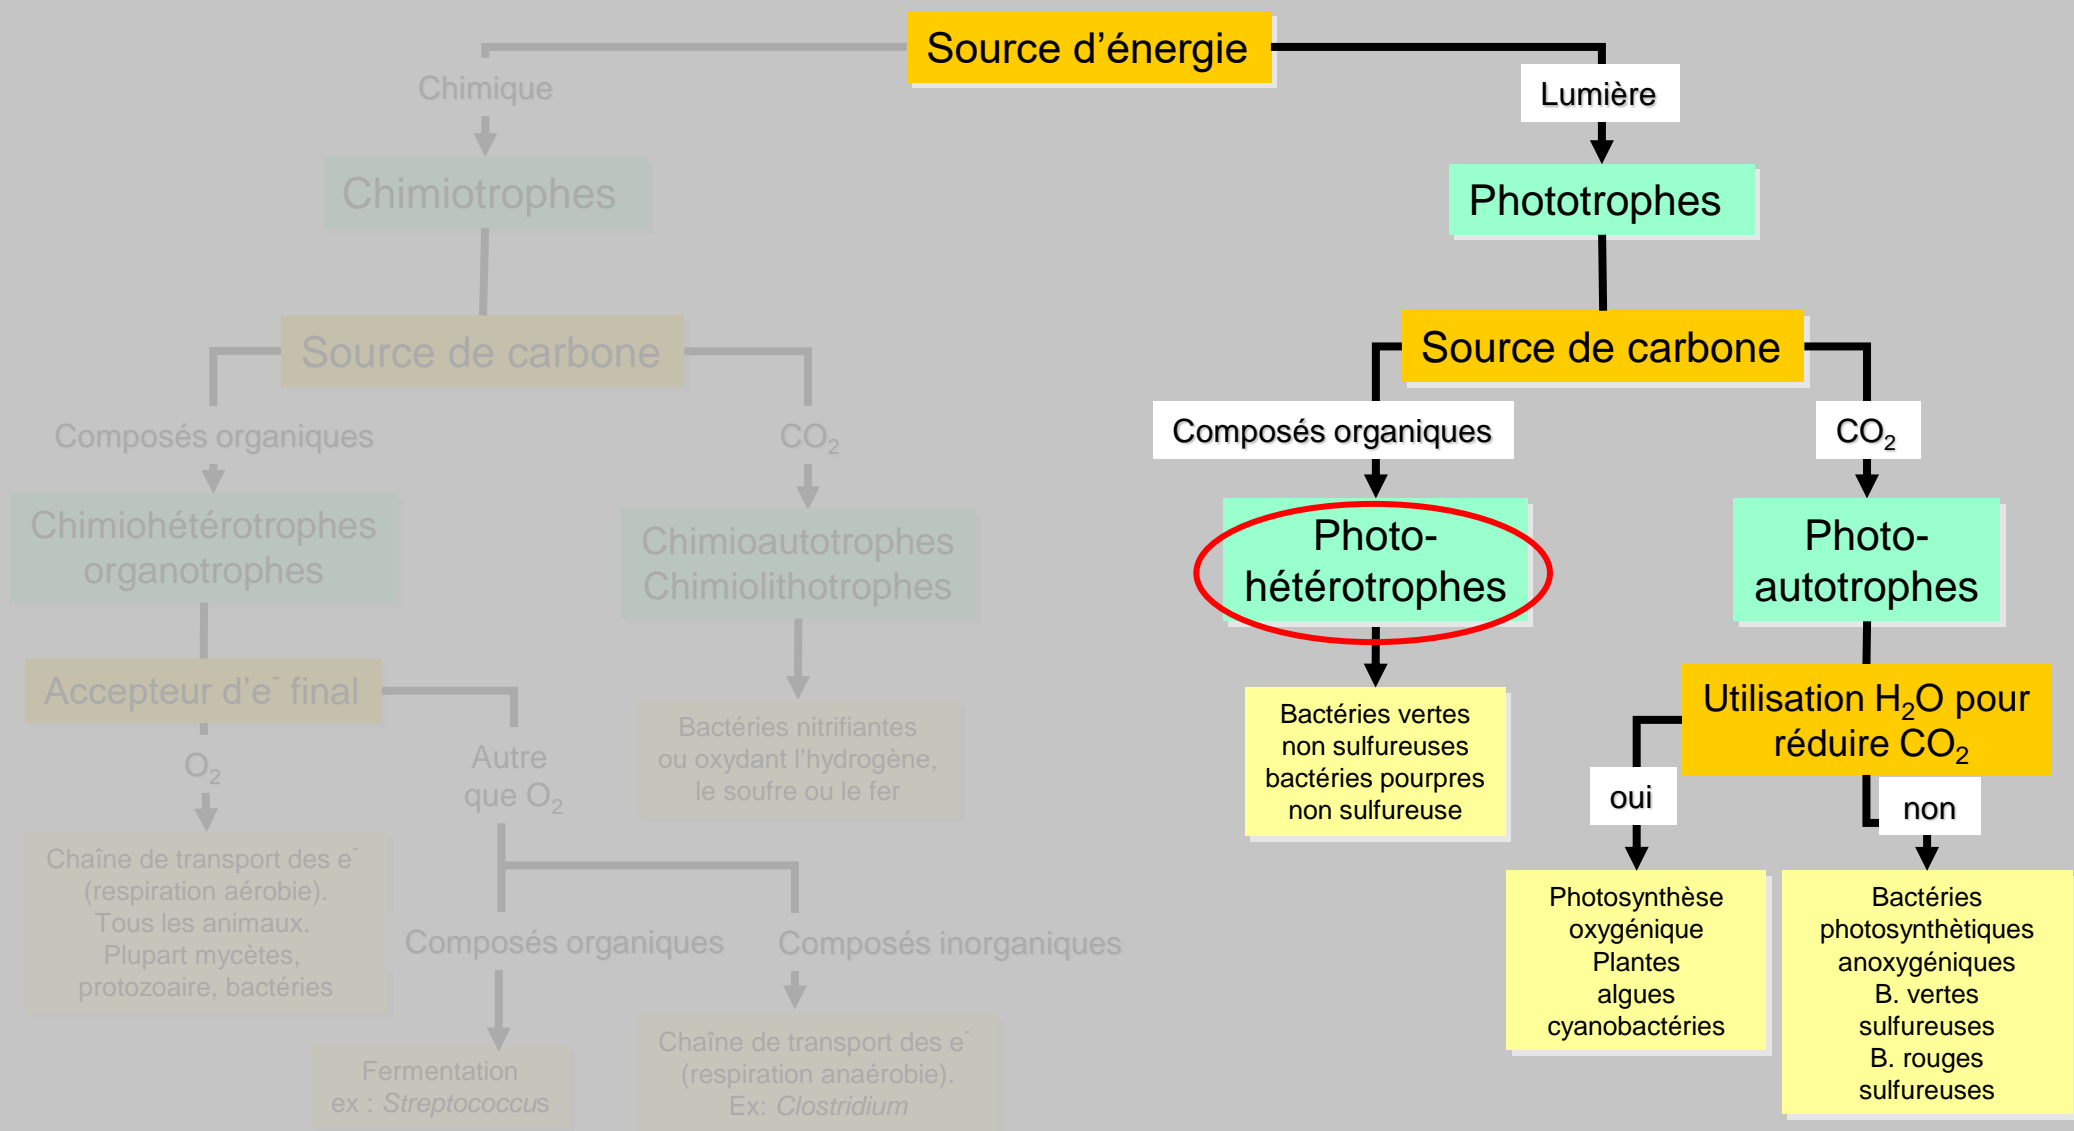 Source d’énergie
Chimique
Chimiotrophes
Source de carbone
Composés organiques
CO₂
Chimiohétérotrophes
organotrophes
Chimioautotrophes
Chimiolithotrophes
Accepteur d’e⁻ final
O₂
Autre
que O₂
Bactéries nitrifiantes
ou oxydant l’hydrogène,
le soufre ou le fer
Chaîne de transport des e⁻
(respiration aérobie).
Tous les animaux.
Plupart mycètes,
protozoaire, bactéries
Composés organiques
Composés inorganiques
Fermentation
ex : Streptococcus
Chaîne de transport des e⁻
(respiration anaérobie).
Ex: Clostridium
Lumière
Phototrophes
Source de carbone
Composés organiques
CO₂
Photo-
hétérotrophes
Photo-
autotrophes
Bactéries vertes
non sulfureuses
bactéries pourpres
non sulfureuse
Utilisation H₂O pour
réduire CO₂
oui
non
Photosynthèse
oxygénique
Plantes
algues
cyanobactéries
Bactéries
photosynthètiques
anoxygéniques
B. vertes
sulfureuses
B. rouges
sulfureuses